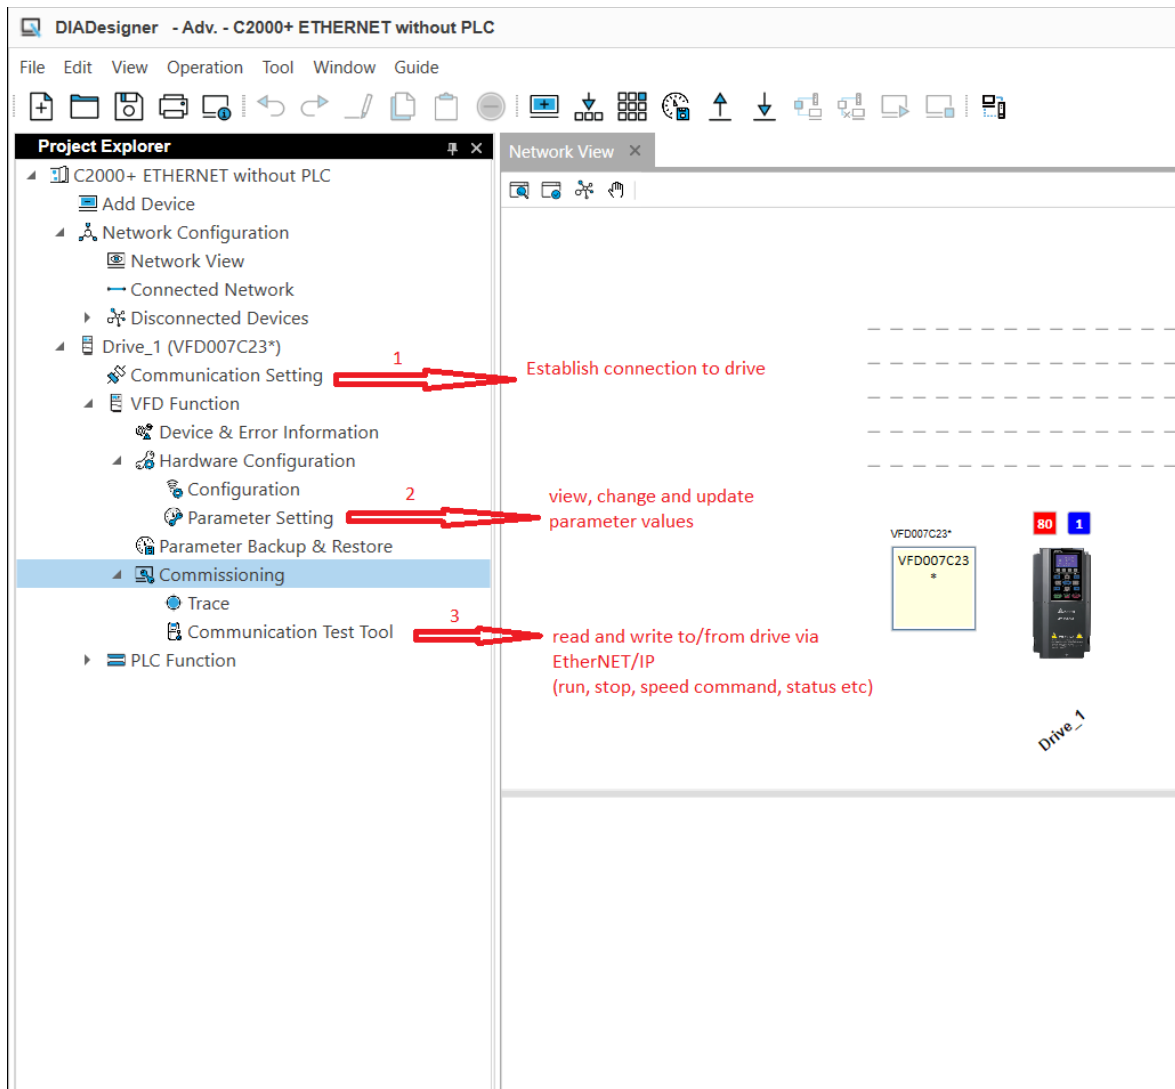 DIADesigner - Adv. - C2000+ ETHERNET without PLC
File Edit View Operation Tool Window Guide
Project Explorer
Network View
C2000+ ETHERNET without PLC
Add Device
Network Configuration
Network View
Connected Network
Disconnected Devices
Drive_1 (VFD007C23*)
1
Communication Setting
Establish connection to drive
VFD Function
Device & Error Information
Hardware Configuration
Configuration
2
Parameter Setting
view, change and update
parameter values
Parameter Backup & Restore
Commissioning
Trace
3
Communication Test Tool
read and write to/from drive via
EtherNET/IP
(run, stop, speed command, status etc)
PLC Function
VFD007C23*
VFD007C23
*
80 1
Drive_1